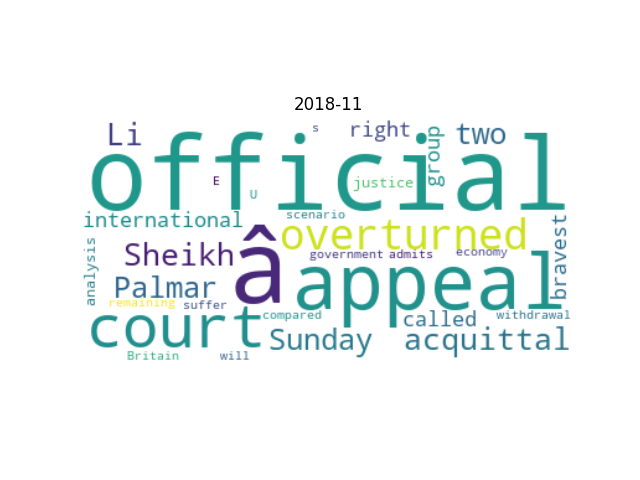 2018-11
s
Li right group two
official
E U justice
international scenario
overturned
Sheikh government admits economy bravest
analysis â
Palmar appeal
remaining suffer
court compared called withdrawal
Sunday acquittal
Britain will